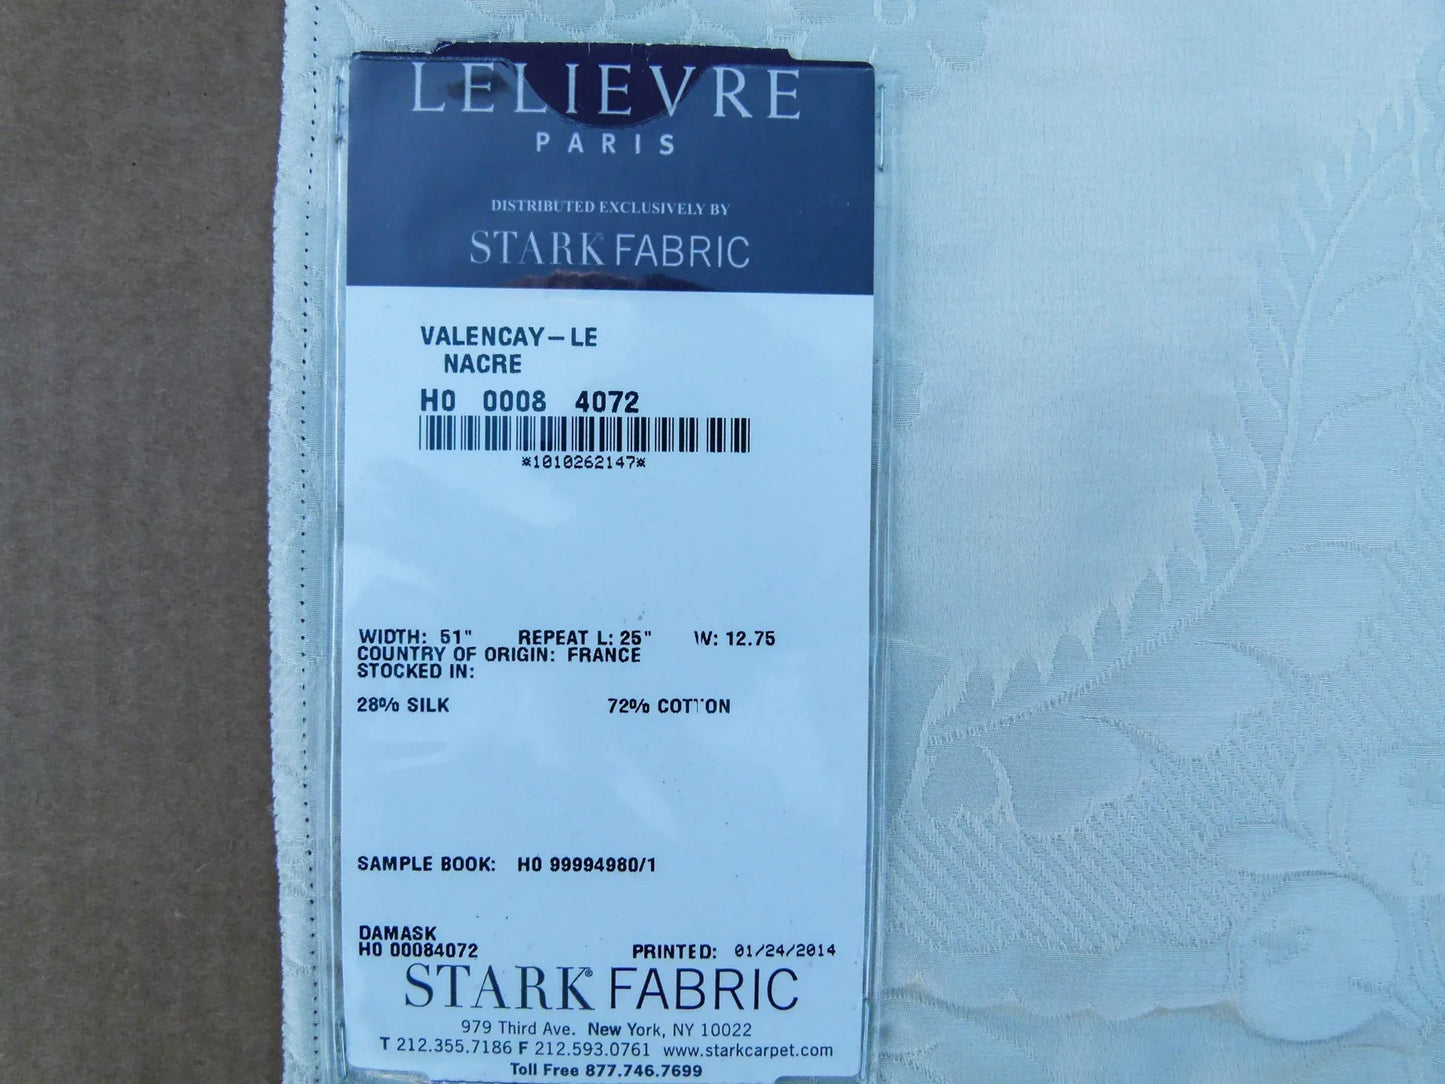 LELIEVRE
PARIS
DISTRIBUTED EXCLUSIVELY BY
STARK FABRIC
VALENCAY-LE
NACRE
H0 0008 4072
*1010262147*
WIDTH: 51" REPEAT L: 25" W: 12.75
COUNTRY OF ORIGIN: FRANCE
STOCKED IN:
28% SILK 72% COTTON
SAMPLE BOOK: H0 99994980/1
DAMASK
H0 00084072 PRINTED: 01/24/2014
STARK® FABRIC
979 Third Ave. New York, NY 10022
T 212.355.7186 F 212.593.0761 www.starkcarpet.com
Toll Free 877.746.7699